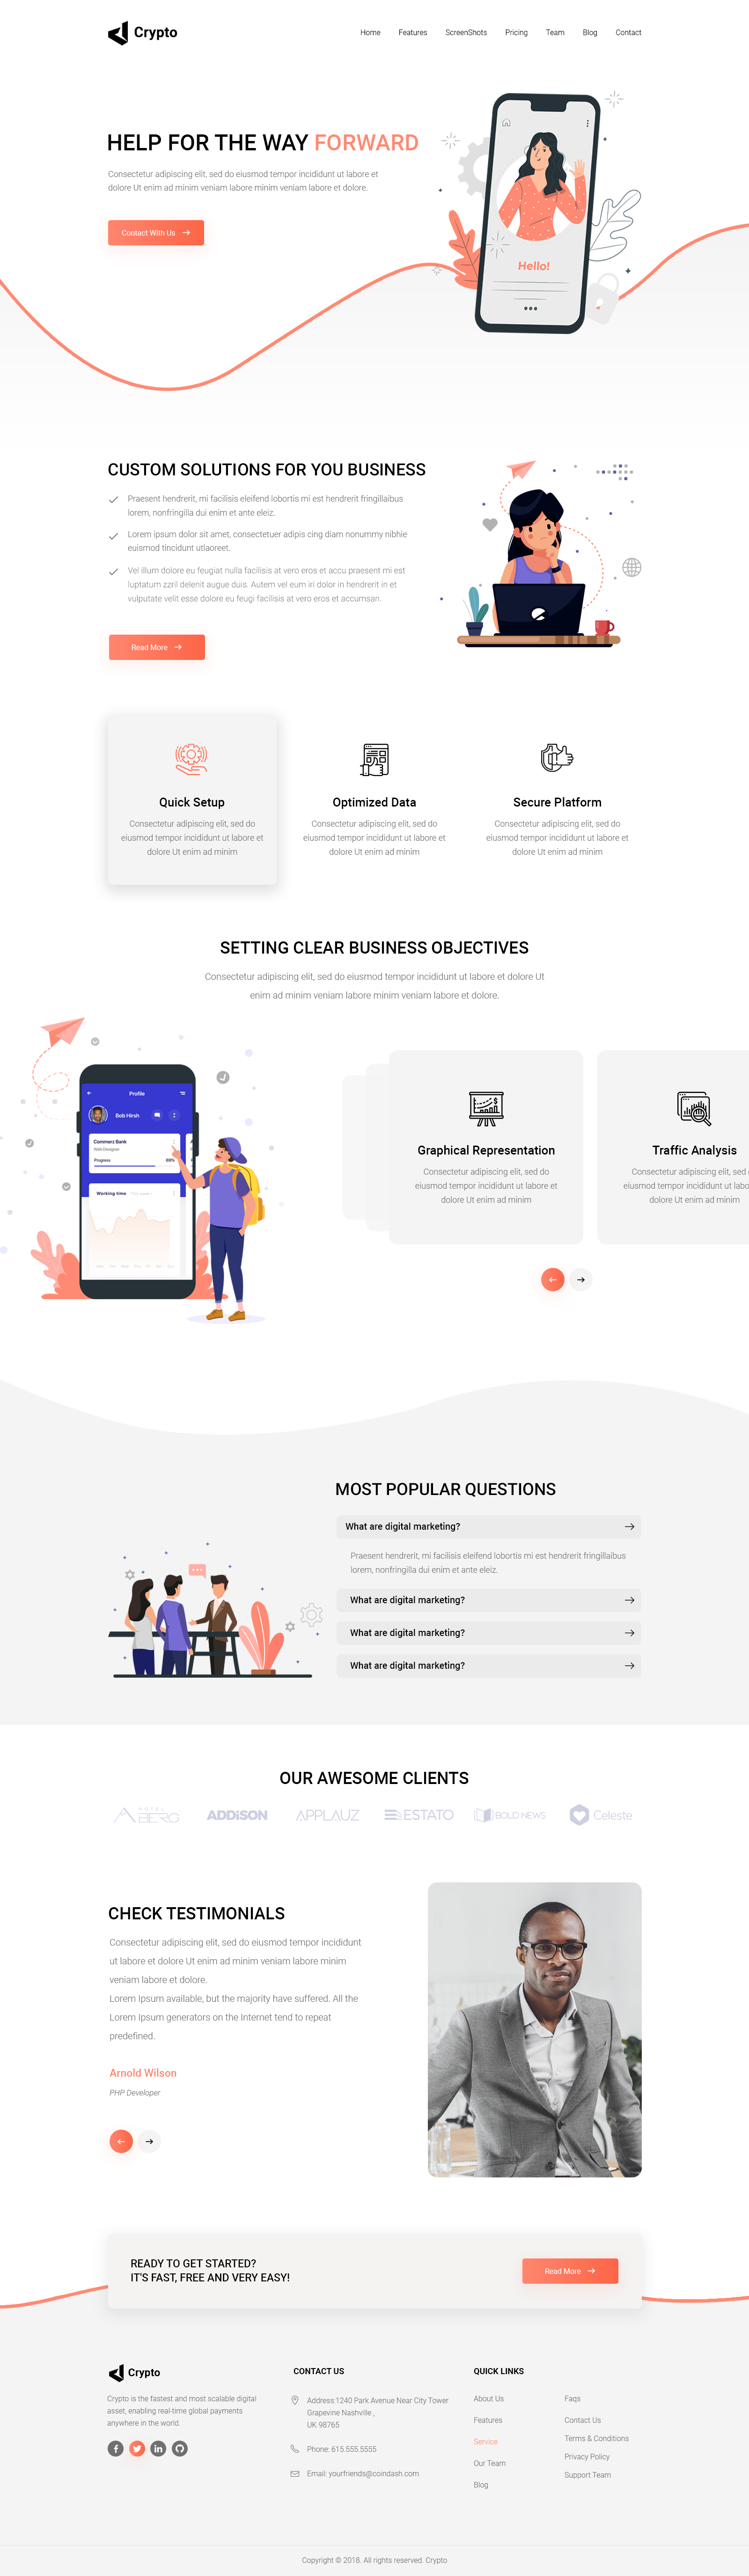 Crypto
Home Features ScreenShots Pricing Team Blog Contact
HELP FOR THE WAY FORWARD
Consectetur adipiscing elit, sed do eiusmod tempor incididunt ut labore et
dolore Ut enim ad minim veniam labore minim veniam labore et dolore.
Contact With Us
Hello!
CUSTOM SOLUTIONS FOR YOU BUSINESS
Praesent hendrerit, mi facilisis eleifend lobortis mi est hendrerit fringillaibus
lorem, nonfringilla dui enim et ante eleiz.
Lorem ipsum dolor sit amet, consectetuer adipis cing diam nonummy nibhie
euismod tincidunt utlaoreet.
Vel illum dolore eu feugiat nulla facilisis at vero eros et accu praesent mi est
luptatum zzril delenit augue duis. Autem vel eum iri dolor in hendrerit in et
vulputate velit esse dolore eu feugi facilisis at vero eros et accumsan.
Read More
Quick Setup
Consectetur adipiscing elit, sed do
eiusmod tempor incididunt ut labore et
dolore Ut enim ad minim
Optimized Data
Consectetur adipiscing elit, sed do
eiusmod tempor incididunt ut labore et
dolore Ut enim ad minim
Secure Platform
Consectetur adipiscing elit, sed do
eiusmod tempor incididunt ut labore et
dolore Ut enim ad minim
SETTING CLEAR BUSINESS OBJECTIVES
Consectetur adipiscing elit, sed do eiusmod tempor incididunt ut labore et dolore Ut
enim ad minim veniam labore minim veniam labore et dolore.
Profile
Bob Hirsh
Commerz Bank
Web Designer
Progress 89%
Working time This week
Graphical Representation
Consectetur adipiscing elit, sed do
eiusmod tempor incididunt ut labore et
dolore Ut enim ad minim
Traffic Analysis
Consectetur adipiscing elit, sed
eiusmod tempor incididunt ut labo
dolore Ut enim ad minim
MOST POPULAR QUESTIONS
What are digital marketing?
Praesent hendrerit, mi facilisis eleifend lobortis mi est hendrerit fringillaibus
lorem, nonfringilla dui enim et ante eleiz.
What are digital marketing?
What are digital marketing?
What are digital marketing?
OUR AWESOME CLIENTS
HOTEL
BERG
ADDISON
APPLAUZ
ESTATO
BOLD NEWS
Celeste
CHECK TESTIMONIALS
Consectetur adipiscing elit, sed do eiusmod tempor incididunt
ut labore et dolore Ut enim ad minim veniam labore minim
veniam labore et dolore.
Lorem Ipsum available, but the majority have suffered. All the
Lorem Ipsum generators on the Internet tend to repeat
predefined.
Arnold Wilson
PHP Developer
READY TO GET STARTED?
IT'S FAST, FREE AND VERY EASY!
Read More
Crypto
Crypto is the fastest and most scalable digital
asset, enabling real-time global payments
anywhere in the world.
CONTACT US
Address:1240 Park Avenue Near City Tower
Grapevine Nashville ,
UK 98765
Phone: 615.555.5555
Email: yourfriends@coindash.com
QUICK LINKS
About Us
Features
Service
Our Team
Blog
Faqs
Contact Us
Terms & Conditions
Privacy Policy
Support Team
Copyright © 2018. All rights reserved. Crypto